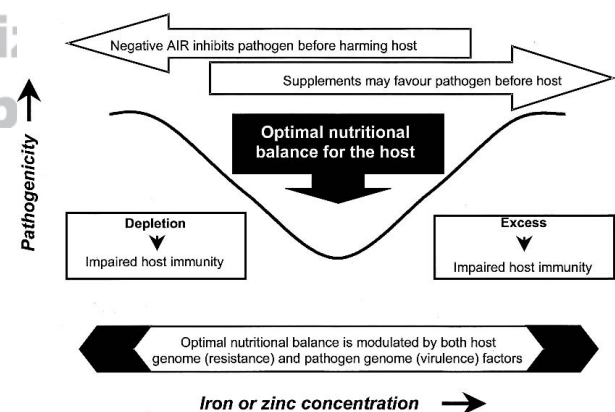 Negative AIR inhibits pathogen before harming host
Supplements may favour pathogen before host
Pathogenicity
Optimal nutritional
balance for the host
Depletion
Impaired host immunity
Excess
Impaired host immunity
Optimal nutritional balance is modulated by both host
genome (resistance) and pathogen genome (virulence) factors
Iron or zinc concentration